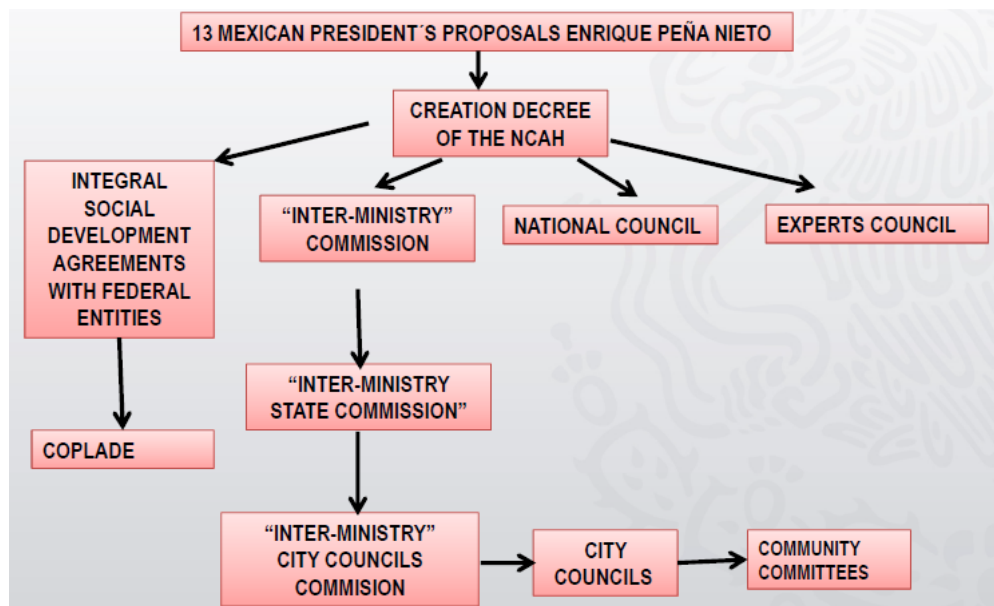 13 MEXICAN PRESIDENT´S PROPOSALS ENRIQUE PEÑA NIETO
CREATION DECREE
OF THE NCAH
INTEGRAL
SOCIAL
DEVELOPMENT
AGREEMENTS
WITH FEDERAL
ENTITIES
“INTER-MINISTRY”
COMMISSION
NATIONAL COUNCIL
EXPERTS COUNCIL
“INTER-MINISTRY
STATE COMMISSION”
COPLADE
“INTER-MINISTRY”
CITY COUNCILS
COMMISION
CITY
COUNCILS
COMMUNITY
COMMITTEES